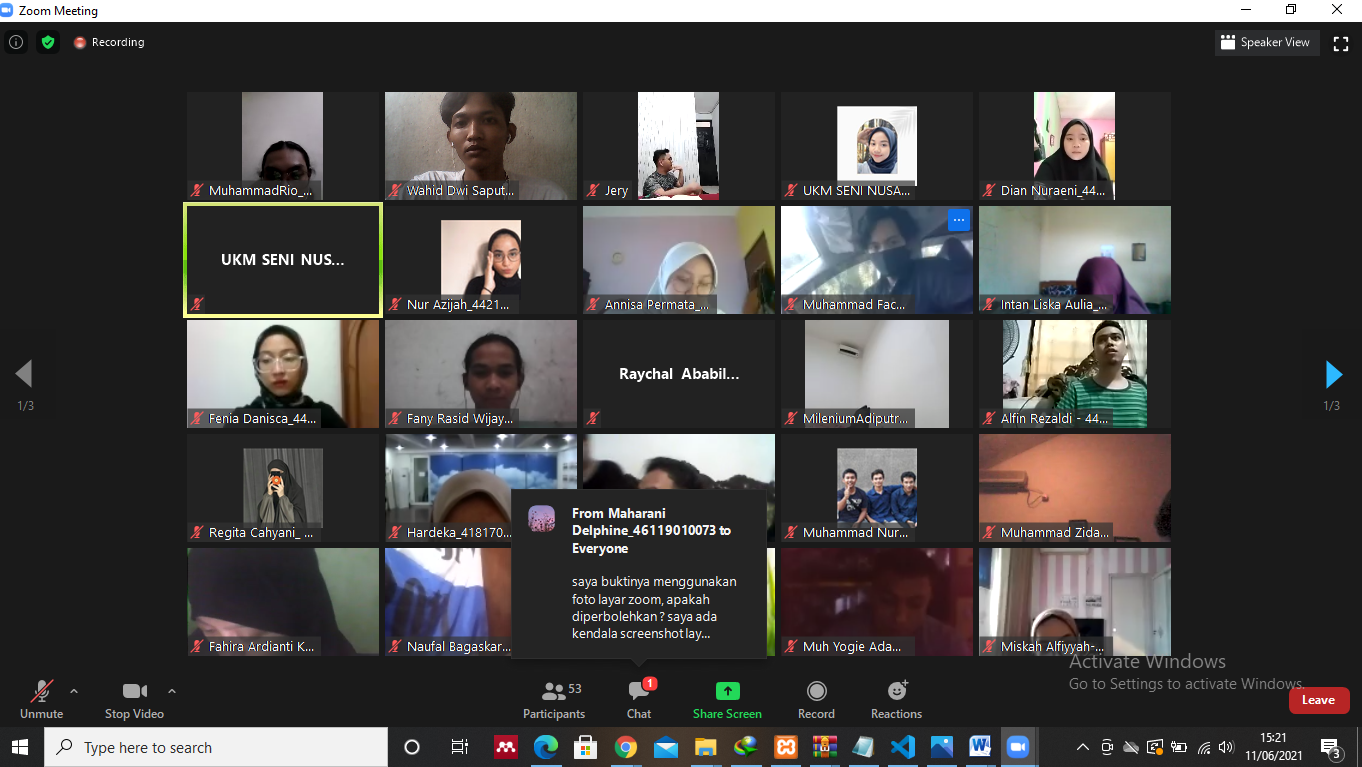 Zoom Meeting
Recording
Speaker View
MuhammadRio_...
Wahid Dwi Saput...
Jery
UKM SENI NUSA...
Dian Nuraeni_44...
UKM SENI NUS...
Nur Azijah_4421...
Annisa Permata_...
Muhammad Fac...
Intan Liska Aulia_...
Fenia Danisca_44...
Fany Rasid Wijay...
Raychal Ababil...
MileniumAdiputr...
Alfin Rezaldi - 44...
1/3
1/3
Regita Cahyani_ ...
Hardeka_418170...
Muhammad Nur...
Muhammad Zida...
From Maharani
Delphine_46119010073 to
Everyone
saya buktinya menggunakan
foto layar zoom, apakah
diperbolehkan? saya ada
kendala screenshot lay...
Fahira Ardianti K...
Naufal Bagaskar...
Muh Yogie Ada...
Miskah Alfiyyah-...
Activate Windows
Go to Settings to activate Windows.
Unmute
Stop Video
53
Participants
1
Chat
Share Screen
Record
Reactions
Leave
Type here to search
15:21
11/06/2021
3